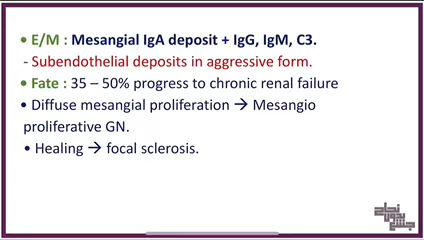 • E/M : Mesangial IgA deposit + IgG, IgM, C3.
- Subendothelial deposits in aggressive form.
• Fate : 35 – 50% progress to chronic renal failure
• Diffuse mesangial proliferation → Mesangio
proliferative GN.
• Healing → focal sclerosis.